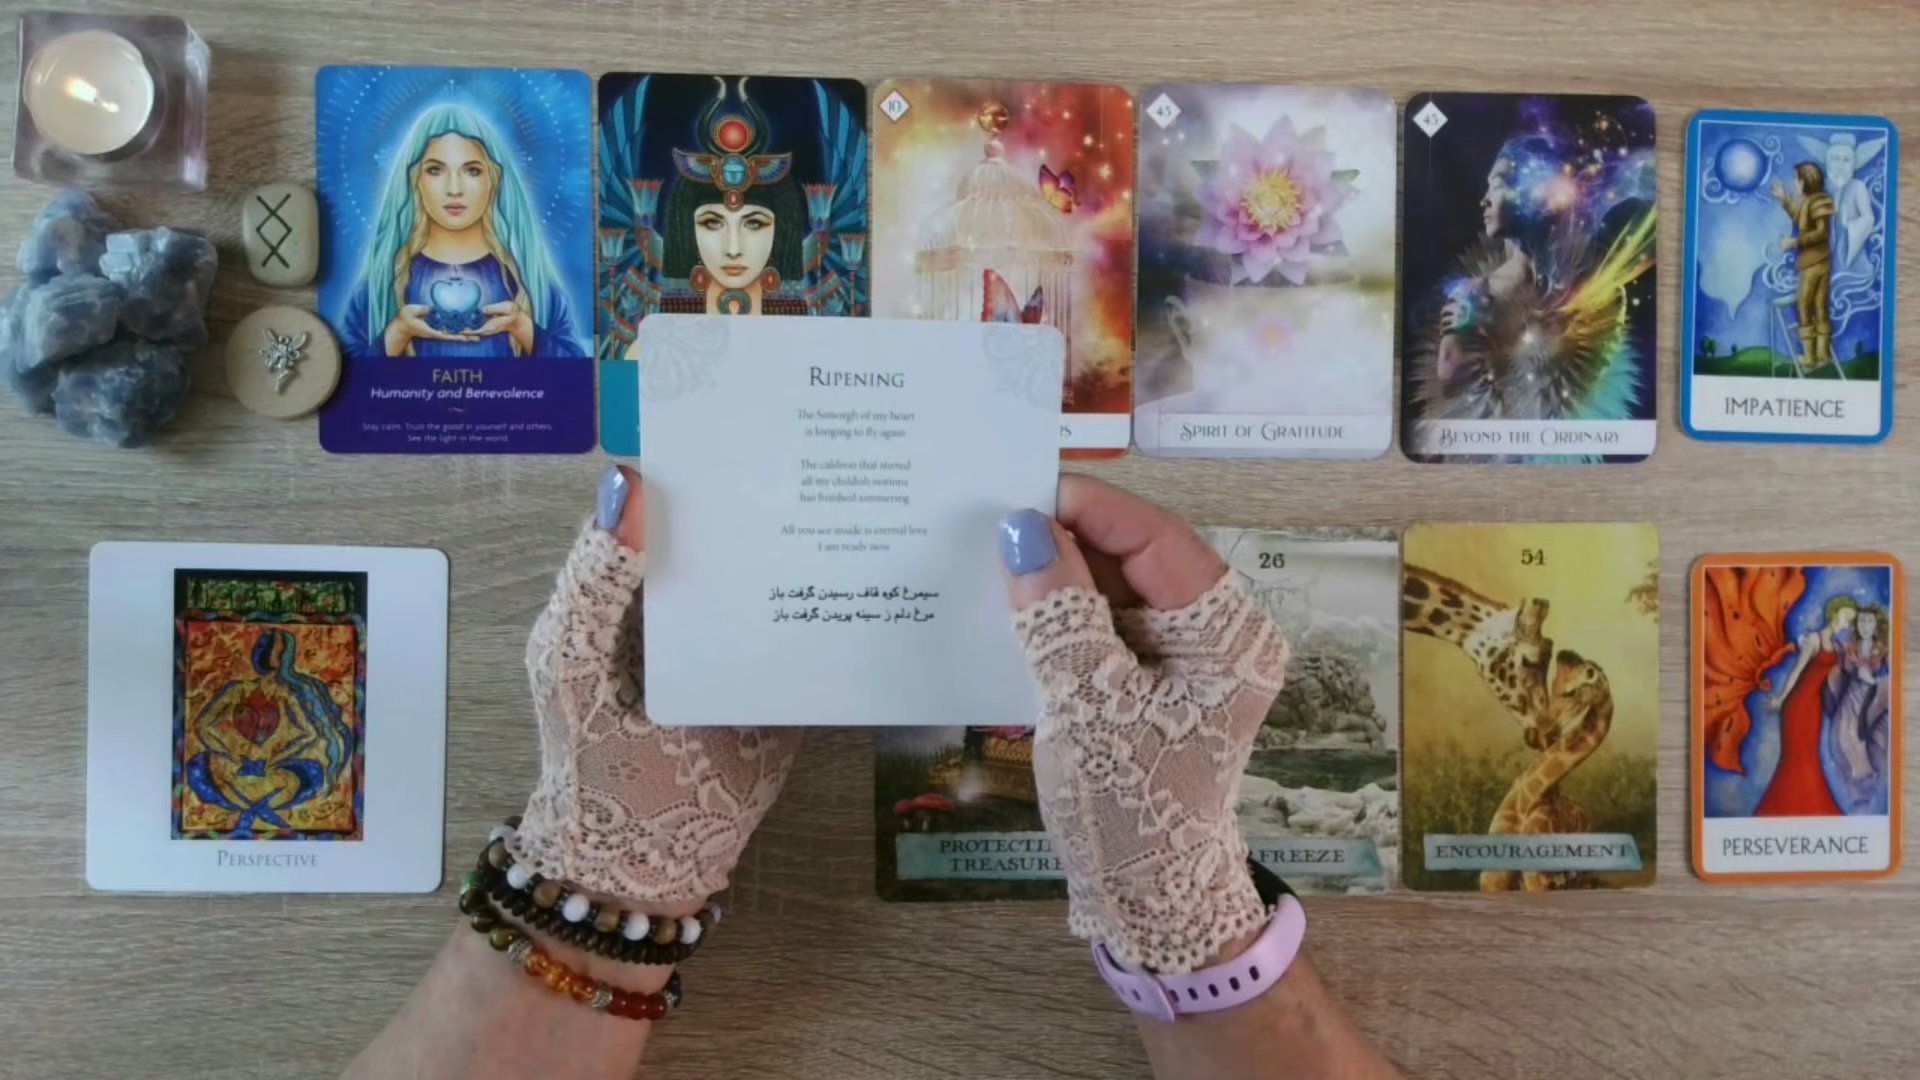 FAITH
Humanity and Benevolence
Stay calm. Trust the good in yourself and others.
See the light in the world.
10
45
SPIRIT OF GRATITUDE
45
BEYOND THE ORDINARY
IMPATIENCE
RIPENING
The Simorgh of my heart
is longing to fly again
The caldron that stirred
all my childish notions
has finished simmering
All you see inside is eternal love
I am ready now
سیمرغ کوه قاف رسیدن گرفت باز
مرغ دلم ز سینه پریدن گرفت باز
PERSPECTIVE
TREASURE
26
FREEZE
54
ENCOURAGEMENT
PERSEVERANCE